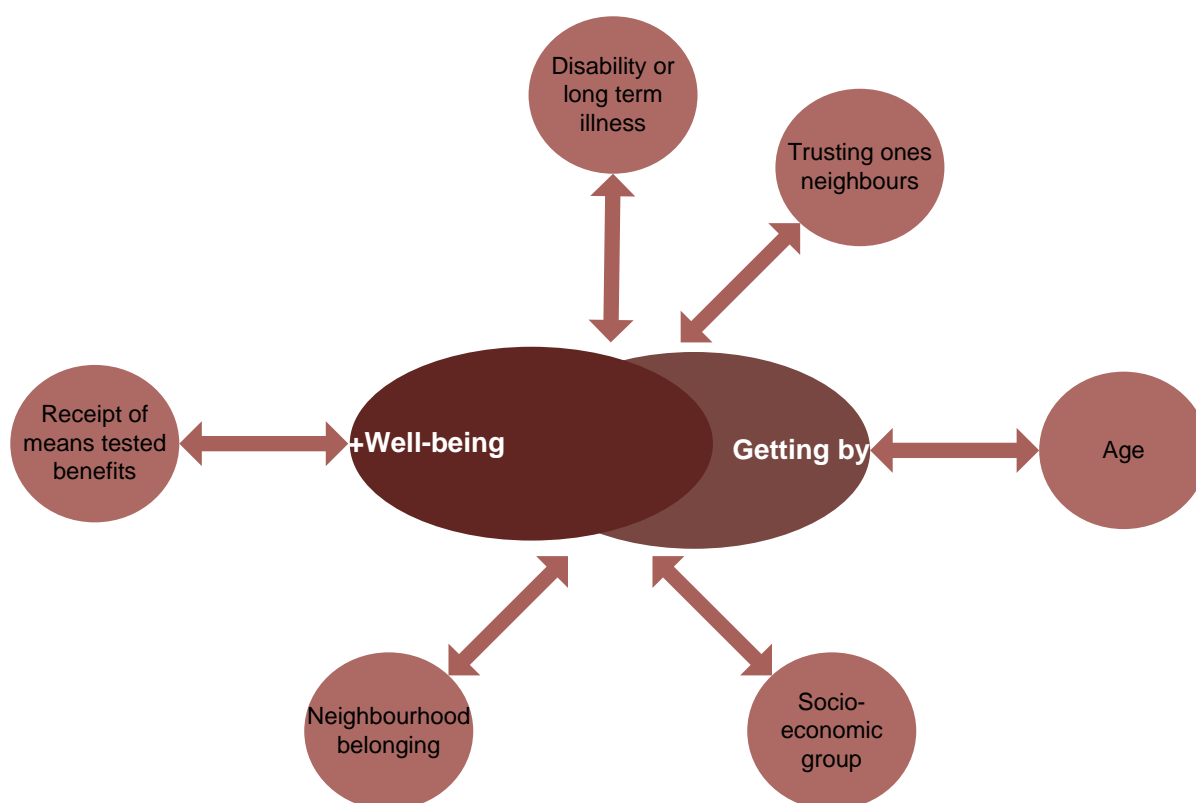 Disability or
long term
illness
Trusting ones
neighbours
Receipt of
means tested
benefits
+Well-being
Getting by
Age
Neighbourhood
belonging
Socio-
economic
group